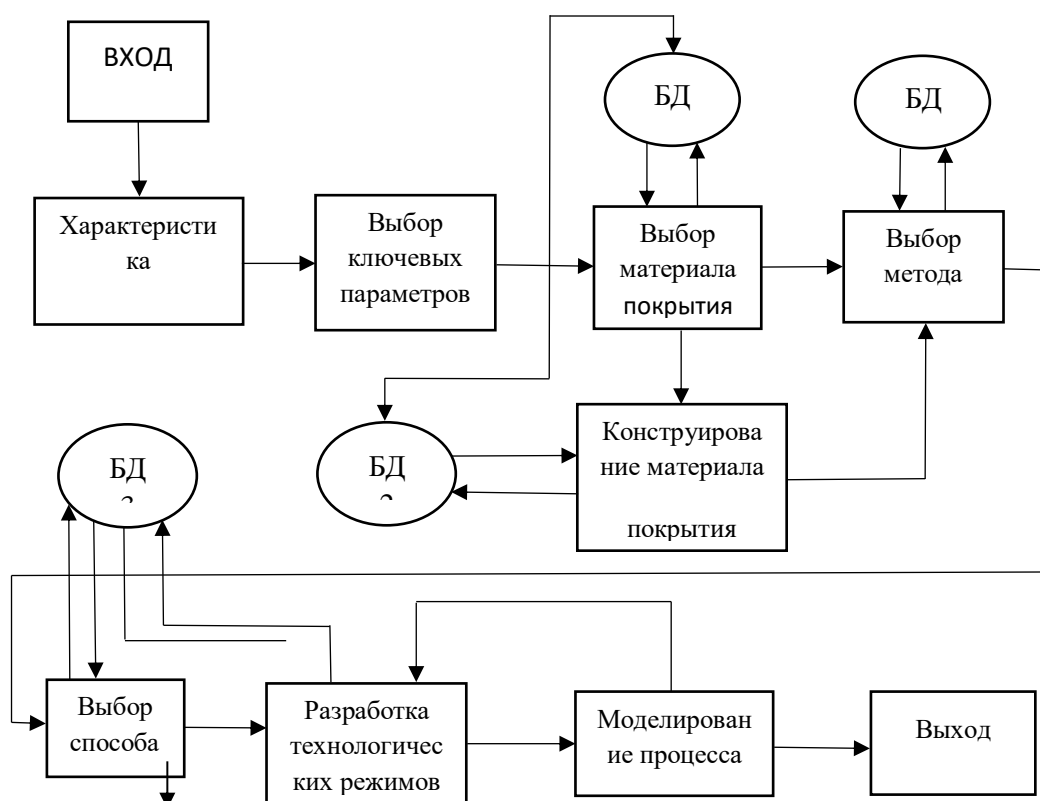 ВХОД
БД
БД
Характеристи
ка
Выбор
ключевых
параметров
Выбор
материала
покрытия
Выбор
метода
БД
БД
Конструирова
ние материала
покрытия
Выбор
способа
Разработка
технологичес
ких режимов
Моделирован
ие процесса
Выход